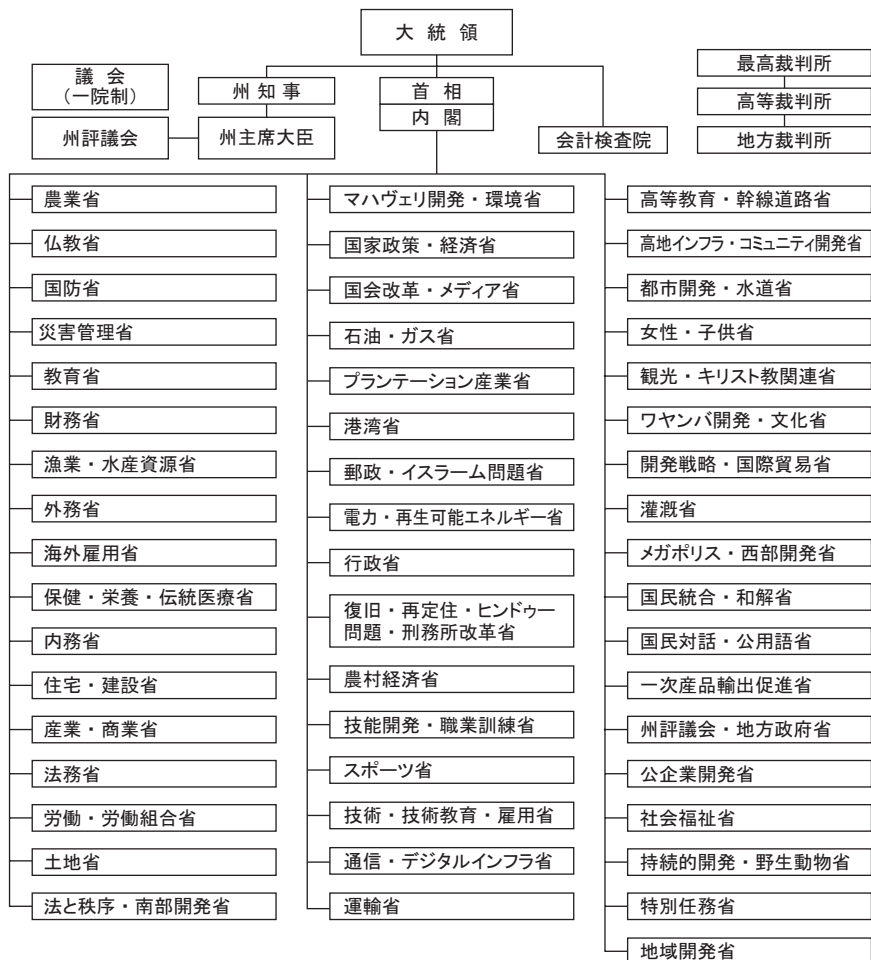 大統領
議会
(一院制)
州知事
首相
内閣
州評議会
州主席大臣
会計検査院
最高裁判所
高等裁判所
地方裁判所
農業省
仏教省
国防省
災害管理省
教育省
財務省
漁業・水産資源省
外務省
海外雇用省
保健・栄養・伝統医療省
内務省
住宅・建設省
産業・商業省
法務省
労働・労働組合省
土地省
法と秩序・南部開発省
マハヴェリ開発・環境省
国家政策・経済省
国会改革・メディア省
石油・ガス省
プランテーション産業省
港湾省
郵政・イスラーム問題省
電力・再生可能エネルギー省
行政省
復旧・再定住・ヒンドゥー
問題・刑務所改革省
農村経済省
技能開発・職業訓練省
スポーツ省
技術・技術教育・雇用省
通信・デジタルインフラ省
運輸省
高等教育・幹線道路省
高地インフラ・コミュニティ開発省
都市開発・水道省
女性・子供省
観光・キリスト教関連省
ワヤンバ開発・文化省
開発戦略・国際貿易省
灌漑省
メガポリス・西部開発省
国民統合・和解省
国民対話・公用語省
一次産品輸出促進省
州評議会・地方政府省
公企業開発省
社会福祉省
持続的開発・野生動物省
特別任務省
地域開発省